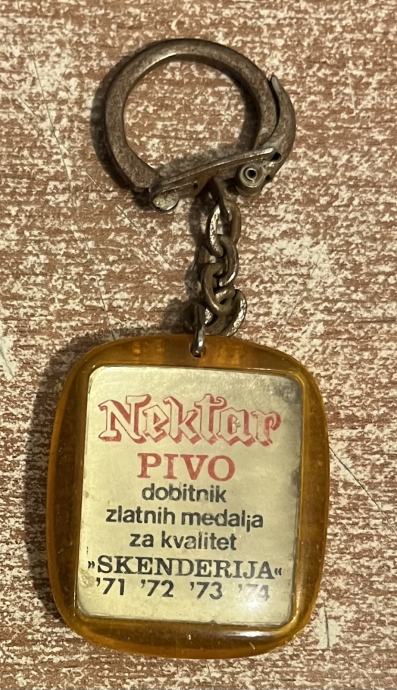 Nektar
PIVO
dobitnik
zlatnih medalja
za kvalitet
»SKENDERIJA«
'71 '72 '73 '74